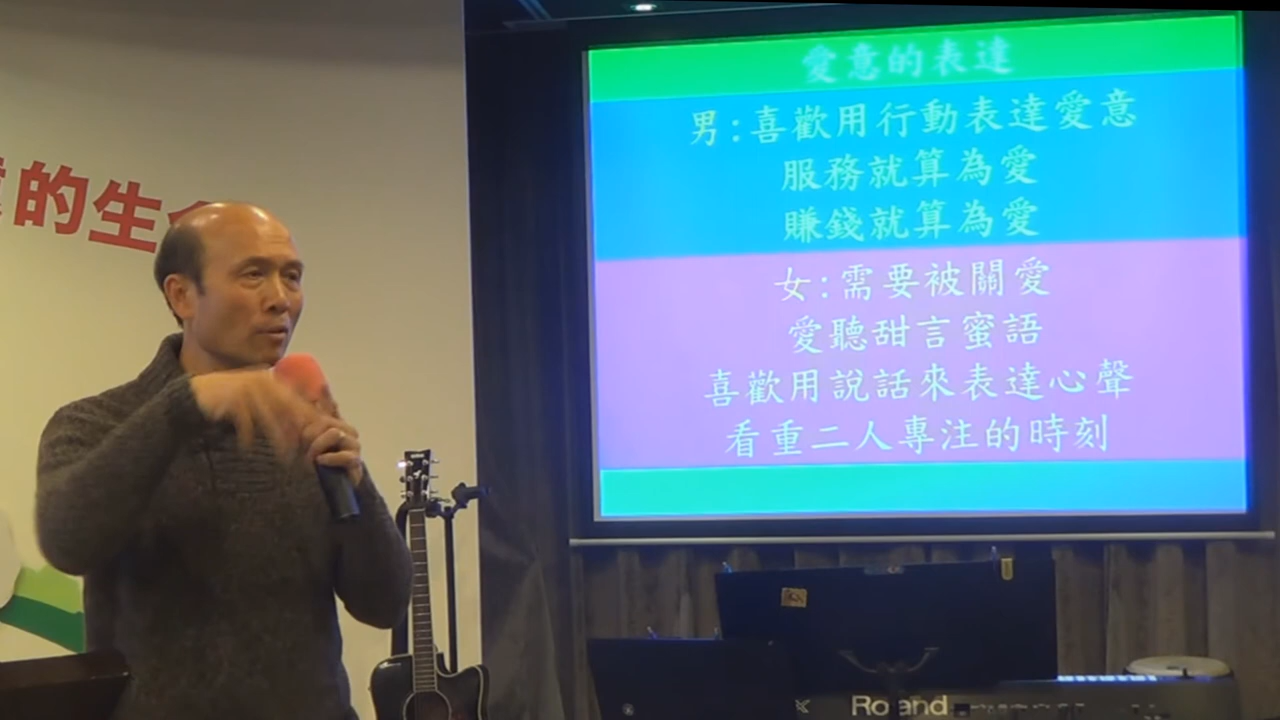 的生
愛意的表達
男:喜歡用行動表達愛意
服務就算為愛
賺錢就算為愛
女:需要被關愛
愛聽甜言蜜語
喜歡用說話來表達心聲
看重二人專注的時刻
Roland